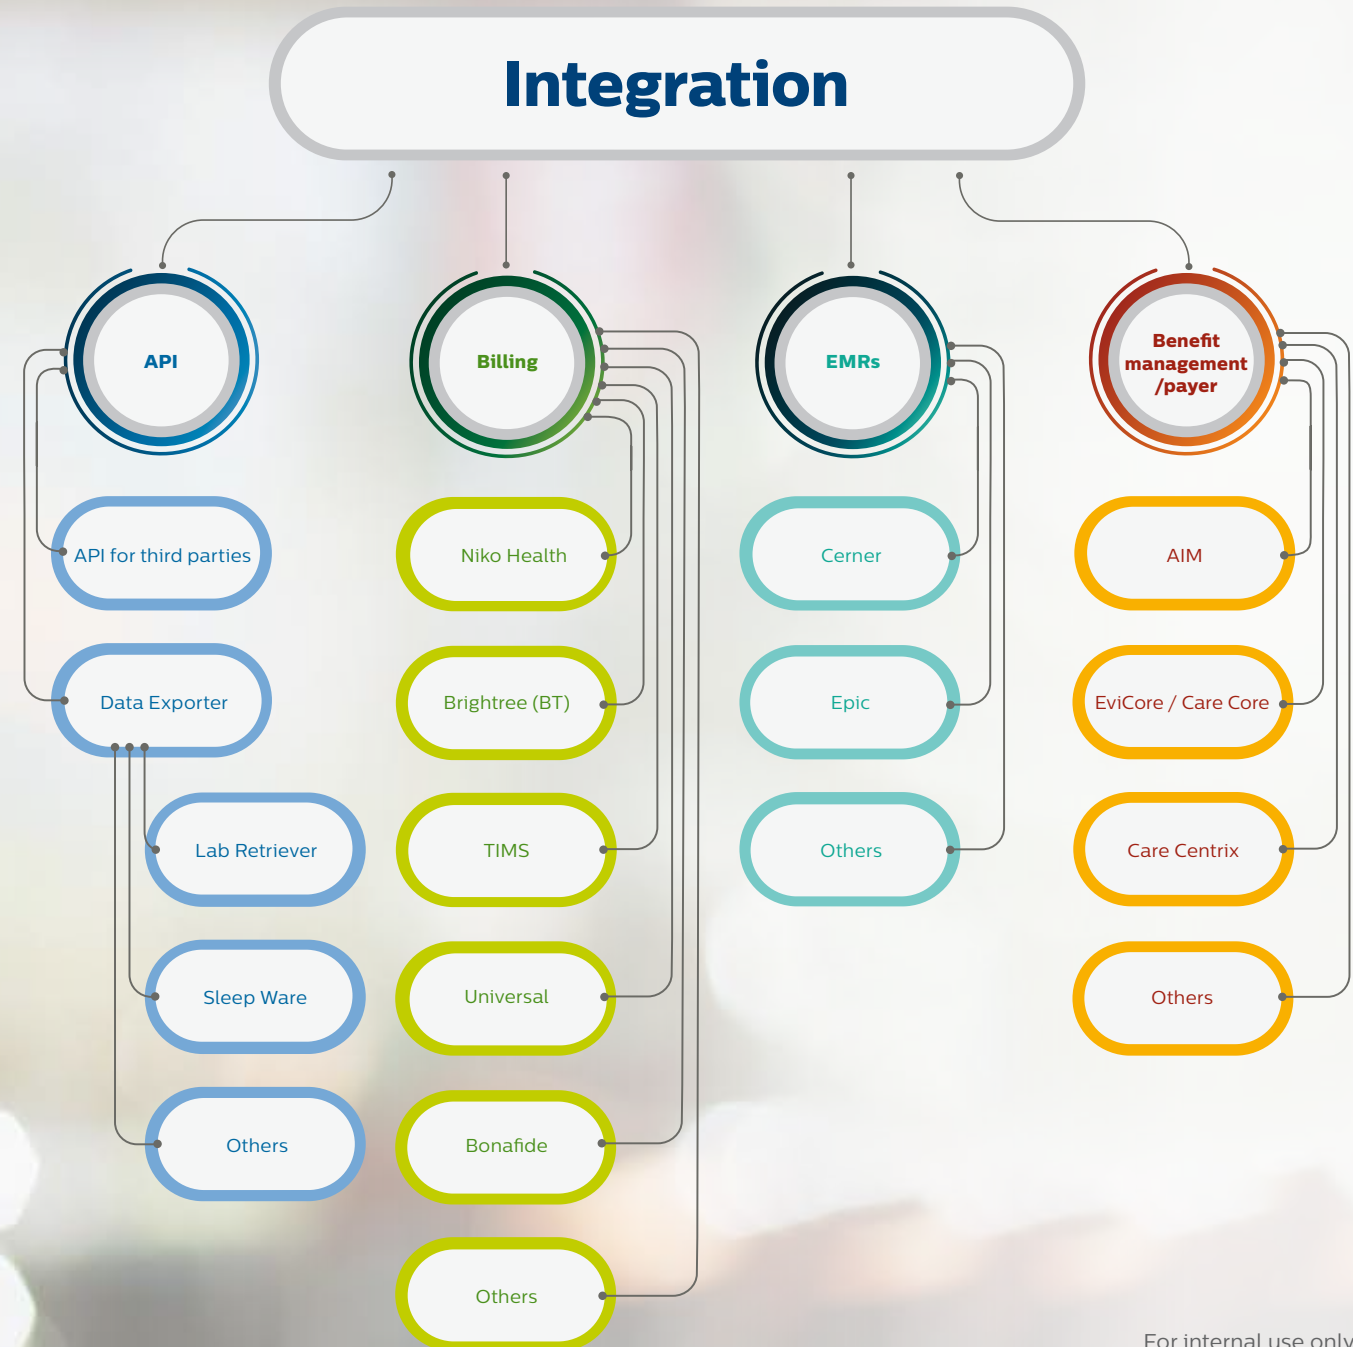 Integration
API
Billing
EMRs
Benefit
management
/payer
API for third parties
Niko Health
Cerner
AIM
Data Exporter
Brightree (BT)
Epic
EviCore / Care Core
Lab Retriever
TIMS
Others
Care Centrix
Sleep Ware
Universal
Others
Others
Bonafide
Others
For internal use only